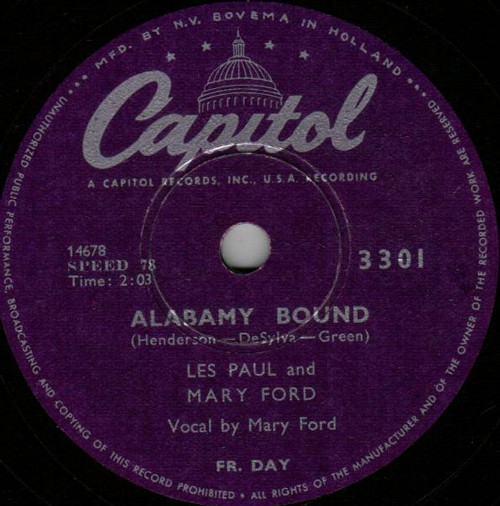 MFD. BY N.V. BOVEMA IN HOLLAND
Capitol
A CAPITOL RECORDS, INC., U.S.A. RECORDING
14678
SPEED 78
Time: 2:03
3301
ALABAMY BOUND
(Henderson—DeSylva—Green)
LES PAUL and
MARY FORD
Vocal by Mary Ford
FR. DAY
UNAUTHORIZED PUBLIC PERFORMANCE, BROADCASTING AND COPYING OF THIS RECORD PROHIBITED • ALL RIGHTS OF THE MANUFACTURER AND OF THE OWNER OF THE RECORDED WORK ARE RESERVED